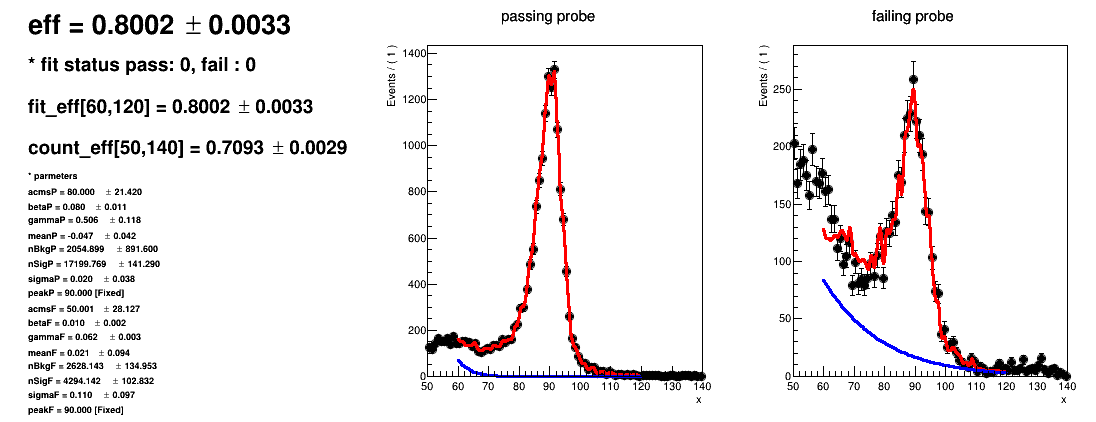 eff = 0.8002 ± 0.0033
* fit status pass: 0, fail : 0
fit_eff[60,120] = 0.8002 ± 0.0033
count_eff[50,140] = 0.7093 ± 0.0029
* parmeters
acmsP = 80.000 ± 21.420
betaP = 0.080 ± 0.011
gammaP = 0.506 ± 0.118
meanP = -0.047 ± 0.042
nBkgP = 2054.899 ± 891.600
nSigP = 17199.769 ± 141.290
sigmaP = 0.020 ± 0.038
peakP = 90.000 [Fixed]
acmsF = 50.001 ± 28.127
betaF = 0.010 ± 0.002
gammaF = 0.062 ± 0.003
meanF = 0.021 ± 0.094
nBkgF = 2628.143 ± 134.953
nSigF = 4294.142 ± 102.832
sigmaF = 0.110 ± 0.097
peakF = 90.000 [Fixed]
passing probe
Events / ( 1 )
1400
1200
1000
800
600
400
200
0
50 60 70 80 90 100 110 120 130 140
x
failing probe
Events / ( 1 )
250
200
150
100
50
0
50 60 70 80 90 100 110 120 130 140
x